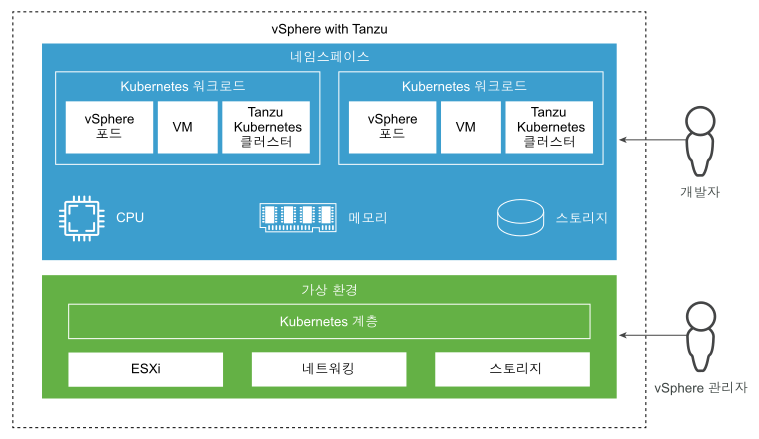 vSphere with Tanzu
네임스페이스
Kubernetes 워크로드
vSphere
포드
VM
Tanzu
Kubernetes
클러스터
Kubernetes 워크로드
vSphere
포드
VM
Tanzu
Kubernetes
클러스터
개발자
CPU
메모리
스토리지
가상 환경
Kubernetes 계층
ESXi
네트워킹
스토리지
vSphere 관리자